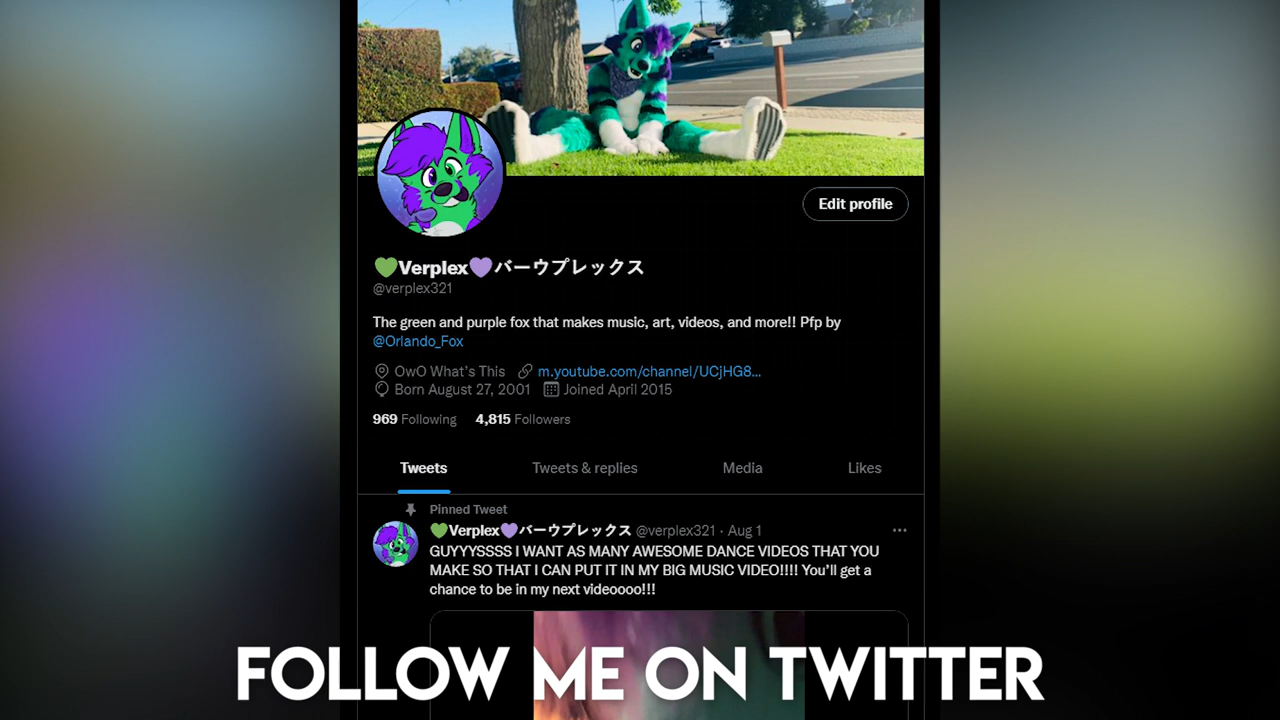 Edit profile
💚Verplex💜バーウプレックス
@verplex321
The green and purple fox that makes music, art, videos, and more!! Pfp by
@Orlando_Fox
OwO What's This m.youtube.com/channel/UCjHG8...
Born August 27, 2001 Joined April 2015
969 Following 4,815 Followers
Tweets Tweets & replies Media Likes
Pinned Tweet
💚Verplex💜バーウプレックス @verplex321 · Aug 1 ...
GUYYYSSSS I WANT AS MANY AWESOME DANCE VIDEOS THAT YOU
MAKE SO THAT I CAN PUT IT IN MY BIG MUSIC VIDEO!!!! You'll get a
chance to be in my next videoooo!!!
FOLLOW ME ON TWITTER